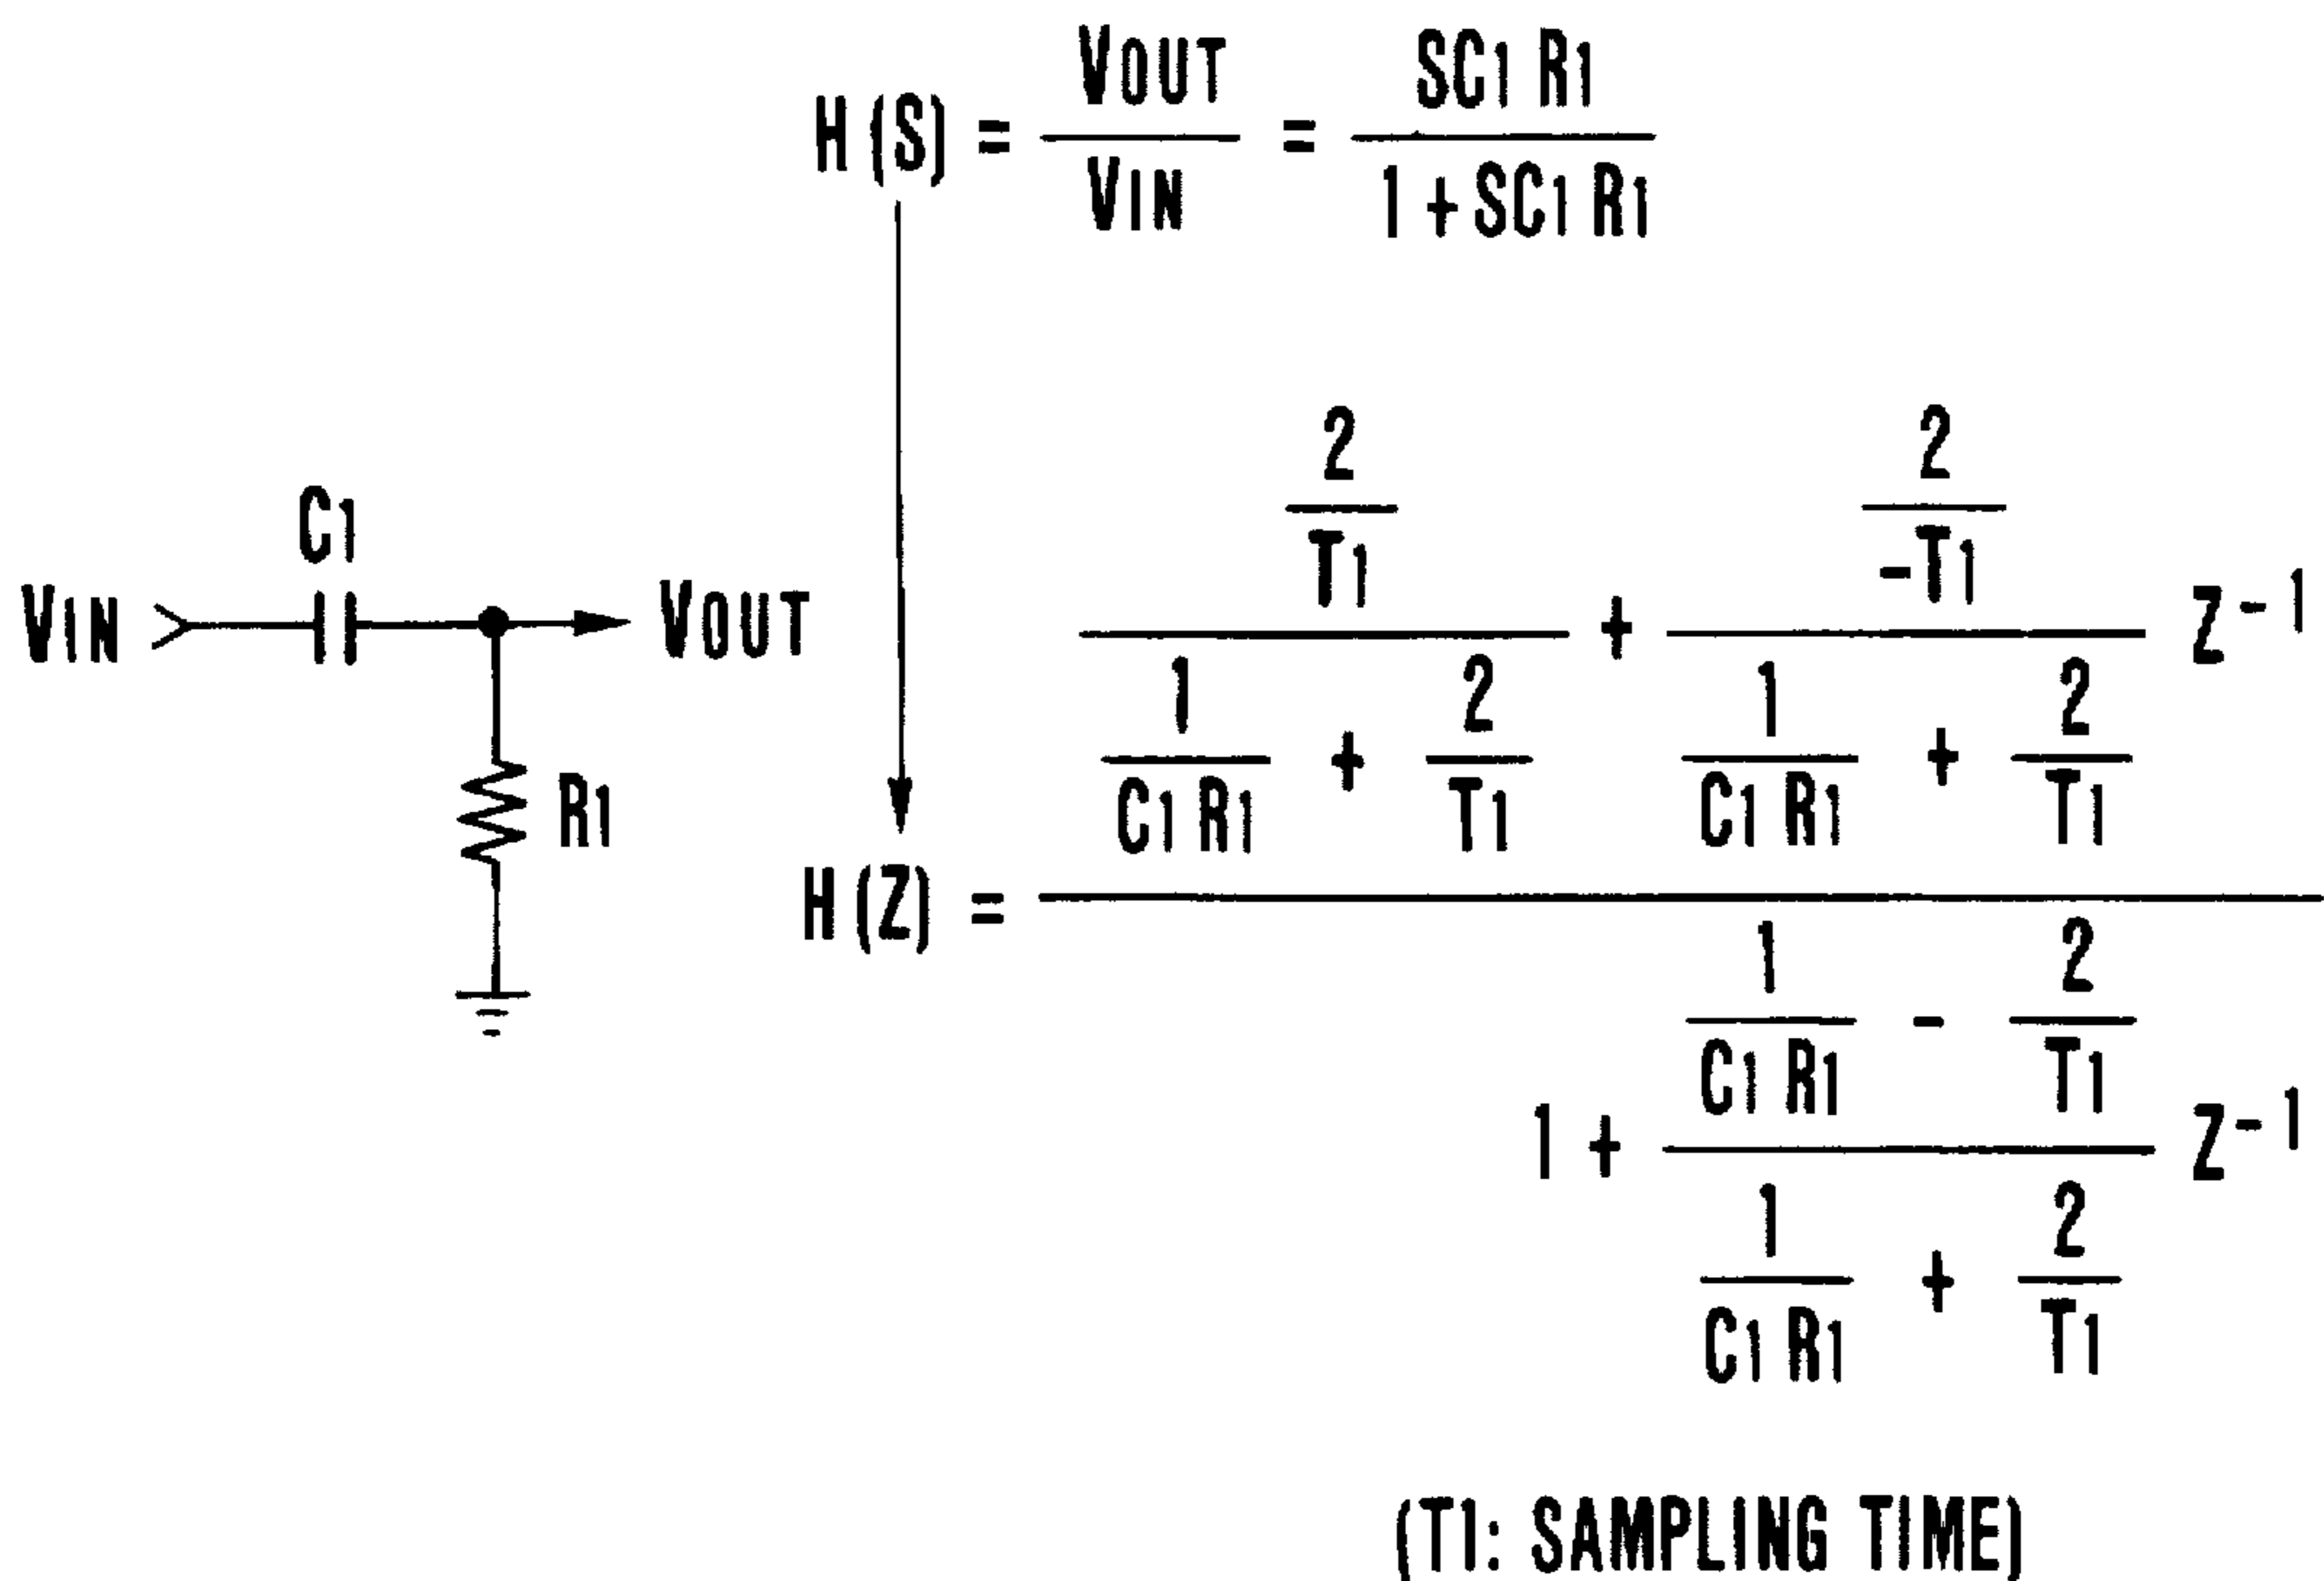 H(S) = VOUT / VIN = SC1 R1 / 1+SC1 R1
C1
VIN
VOUT
R1
H(Z) = 2/T1 / 1/C1 R1 + 2/T1 + 2/-T1 / 1/C1 R1 + 2/T1 Z-1 / 1 + 1/C1 R1 - 2/T1 / 1/C1 R1 + 2/T1 Z-1
(T1: SAMPLING TIME)